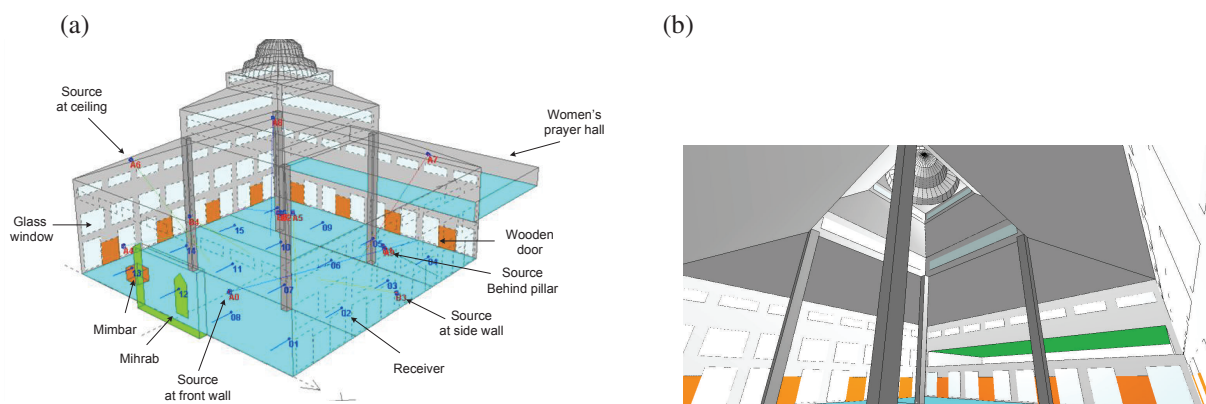 (a)
(b)
Source
at ceiling
Women's
prayer hall
A8
A6
A7
Glass
window
Wooden
door
Source
Behind pillar
Source
at side wall
Mimbar
Mihrab
Source
at front wall
Receiver
15
09
A5
10
05
04
14
11
06
13
12
A0
07
03
08
02
01